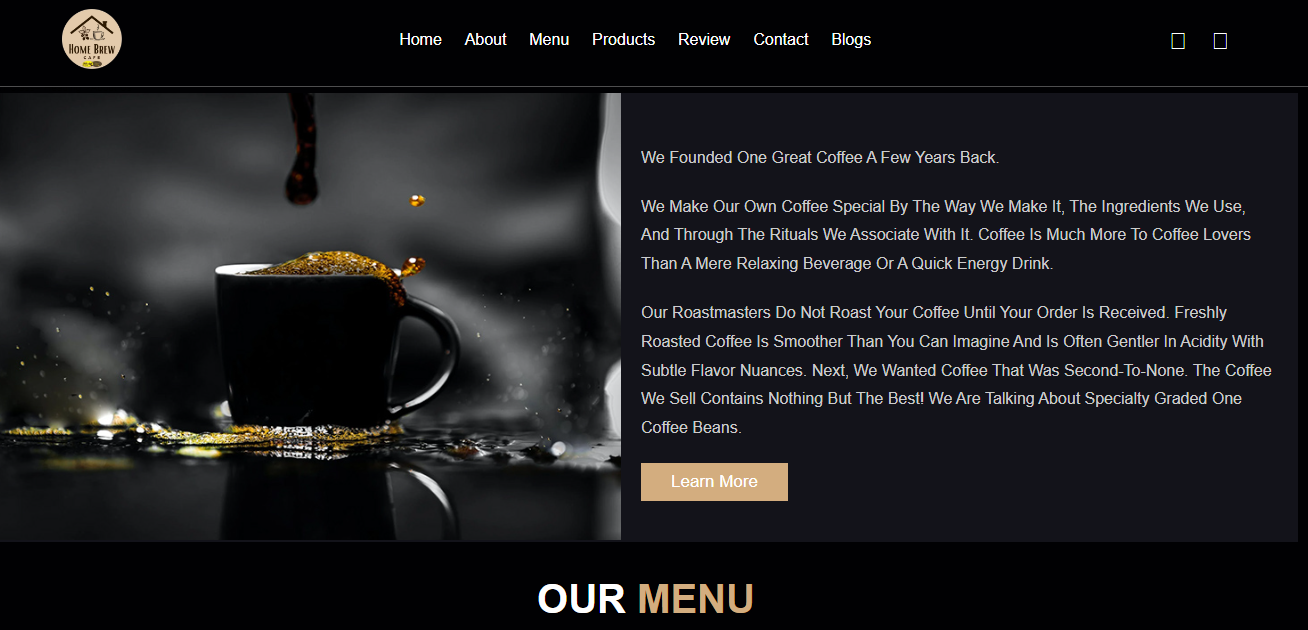 HOME BREW
CAFE
Home About Menu Products Review Contact Blogs
We Founded One Great Coffee A Few Years Back.
We Make Our Own Coffee Special By The Way We Make It, The Ingredients We Use,
And Through The Rituals We Associate With It. Coffee Is Much More To Coffee Lovers
Than A Mere Relaxing Beverage Or A Quick Energy Drink.
Our Roastmasters Do Not Roast Your Coffee Until Your Order Is Received. Freshly
Roasted Coffee Is Smoother Than You Can Imagine And Is Often Gentler In Acidity With
Subtle Flavor Nuances. Next, We Wanted Coffee That Was Second-To-None. The Coffee
We Sell Contains Nothing But The Best! We Are Talking About Specialty Graded One
Coffee Beans.
Learn More
OUR MENU